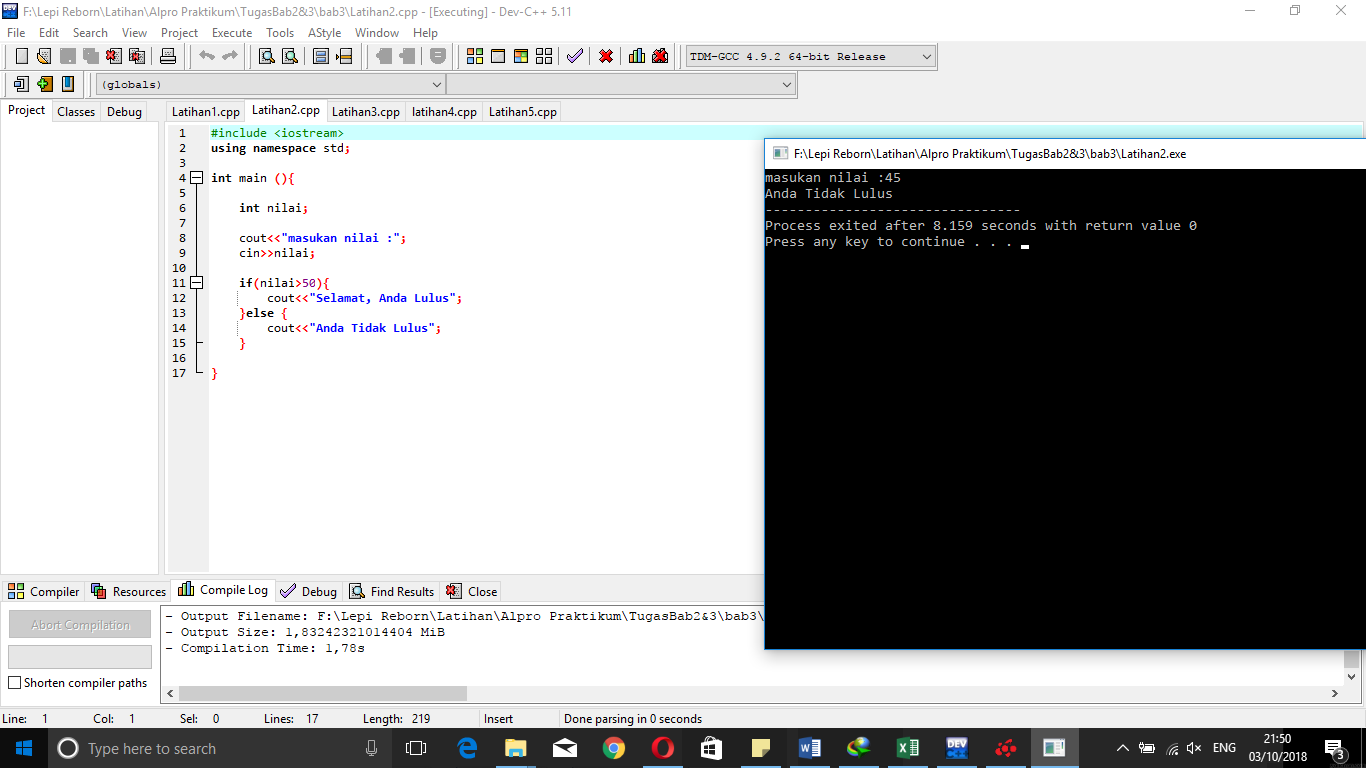 F:\Lepi Reborn\Latihan\Alpro Praktikum\TugasBab2&3\bab3\Latihan2.cpp - [Executing] - Dev-C++ 5.11
File Edit Search View Project Execute Tools AStyle Window Help
TDM-GCC 4.9.2 64-bit Release
(globals)
Project Classes Debug
Latihan1.cpp Latihan2.cpp Latihan3.cpp latihan4.cpp Latihan5.cpp
1 #include <iostream>
2 using namespace std;
3
4 int main (){
5
6 int nilai;
7
8 cout<<"masukan nilai :";
9 cin>>nilai;
10
11 if(nilai>50){
12 cout<<"Selamat, Anda Lulus";
13 }else {
14 cout<<"Anda Tidak Lulus";
15 }
16
17 }
F:\Lepi Reborn\Latihan\Alpro Praktikum\TugasBab2&3\bab3\Latihan2.exe
masukan nilai :45
Anda Tidak Lulus
--------------------------------
Process exited after 8.159 seconds with return value 0
Press any key to continue . . .
Compiler Resources Compile Log Debug Find Results Close
Abort Compilation
Shorten compiler paths
- Output Filename: F:\Lepi Reborn\Latihan\Alpro Praktikum\TugasBab2&3\bab3\
- Output Size: 1,83242321014404 MiB
- Compilation Time: 1,78s
Line: 1 Col: 1 Sel: 0 Lines: 17 Length: 219 Insert Done parsing in 0 seconds
Type here to search
ENG
21:50
03/10/2018
3